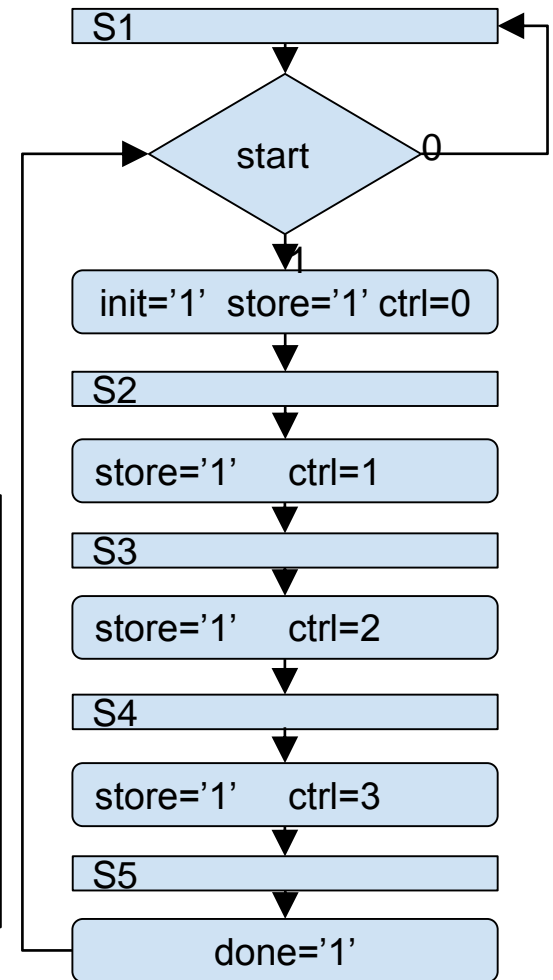 S1
start
0
1
init=’1’ store=’1’ ctrl=0
S2
store=’1’ ctrl=1
S3
store=’1’ ctrl=2
S4
store=’1’ ctrl=3
S5
done=’1’